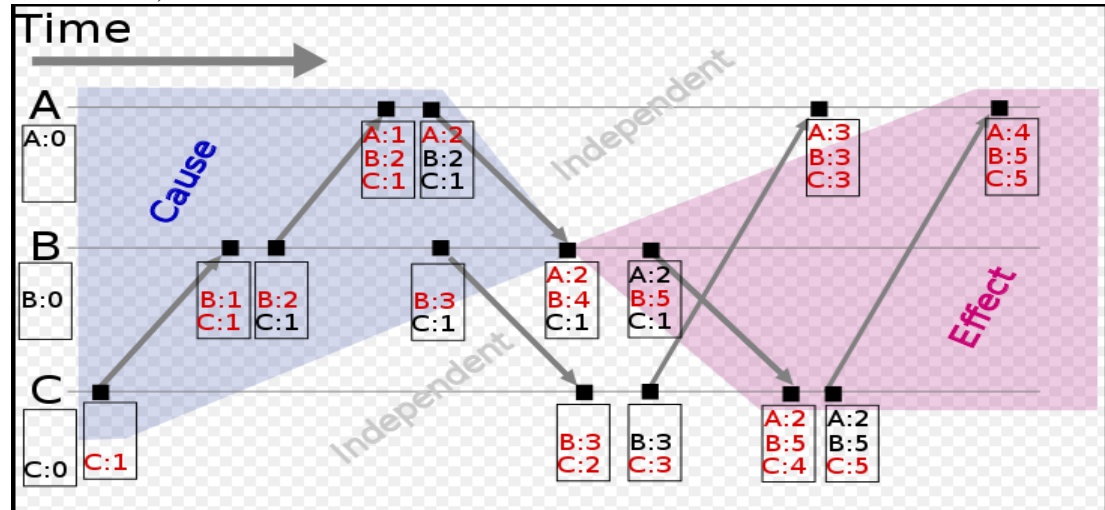 Time
Independent
A
A:0
A:1
B:2
C:1
A:2
B:2
C:1
A:3
B:3
C:3
A:4
B:5
C:5
Cause
B
B:0
B:1
C:1
B:2
C:1
B:3
C:1
A:2
B:4
C:1
A:2
B:5
C:1
Effect
Independent
C
C:0
C:1
B:3
C:2
B:3
C:3
A:2
B:5
C:4
A:2
B:5
C:5